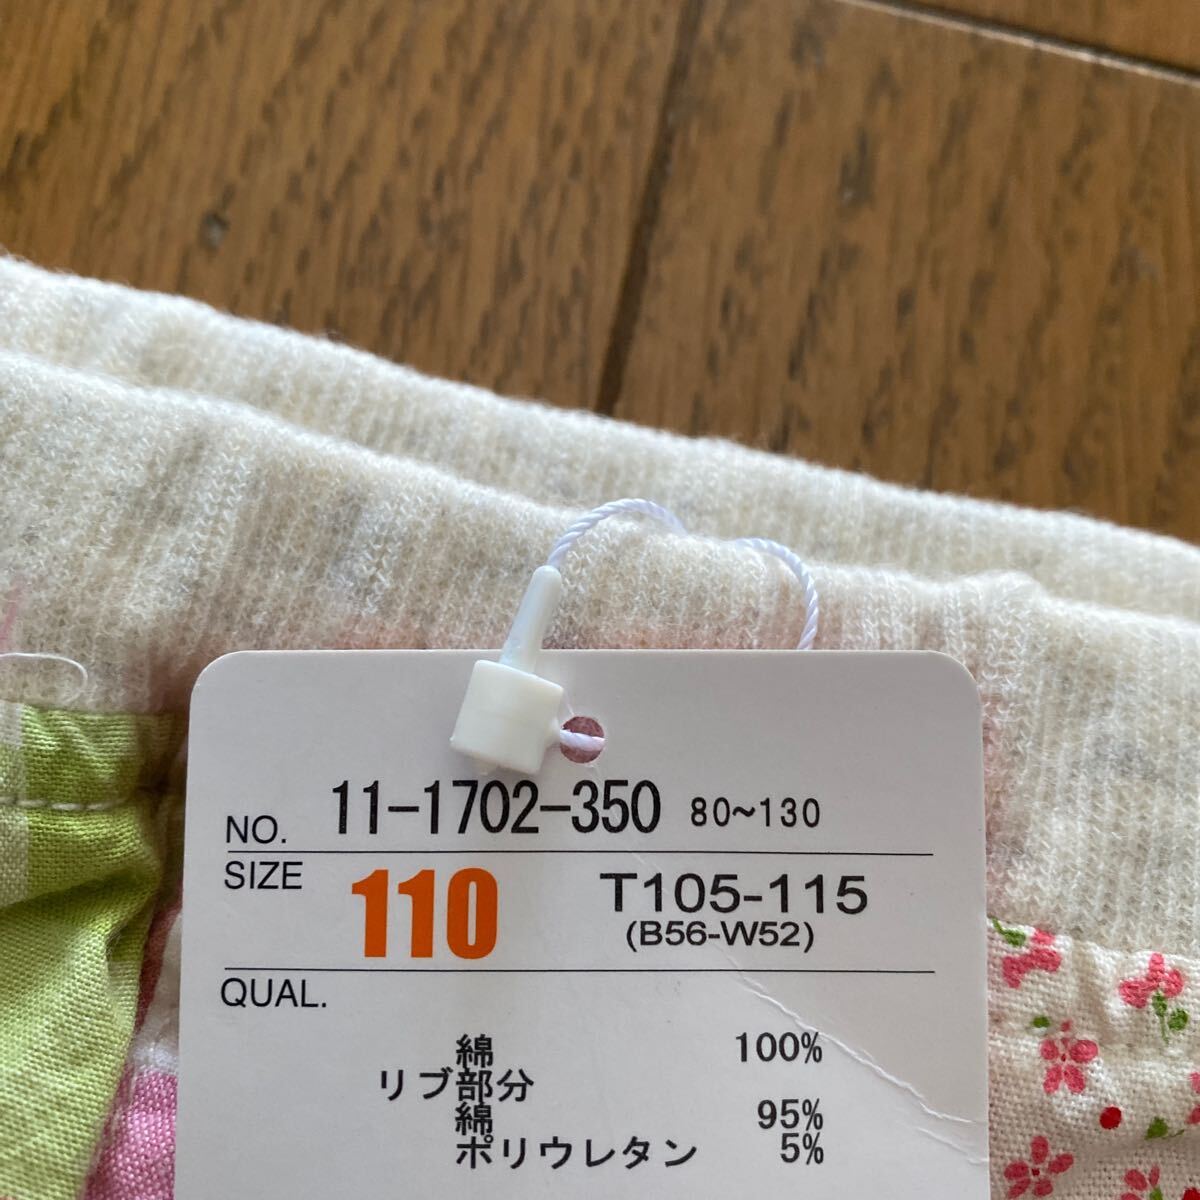 NO. 11-1702-350 80~130
SIZE 110 T105-115
(B56-W52)
QUAL.
綿 100%
リブ部分
綿 95%
ポリウレタン 5%